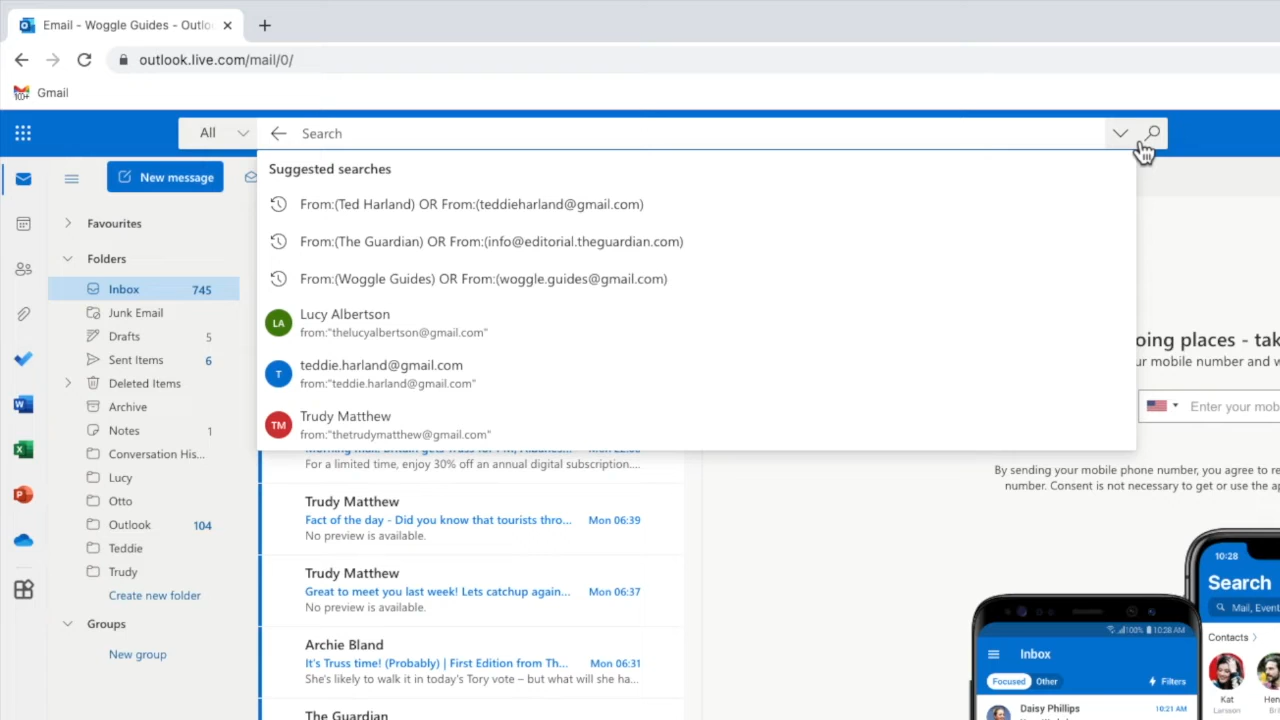 Email - Woggle Guides - Outlo
outlook.live.com/mail/0/
Gmail
All
Search
New message
Suggested searches
From:(Ted Harland) OR From:(teddieharland@gmail.com)
From:(The Guardian) OR From:(info@editorial.theguardian.com)
From:(Woggle Guides) OR From:(woggle.guides@gmail.com)
LA
Lucy Albertson
from:"thelucyalbertson@gmail.com"
T
teddie.harland@gmail.com
from:"teddie.harland@gmail.com"
TM
Trudy Matthew
from:"thetrudymatthew@gmail.com"
Favourites
Folders
Inbox 745
Junk Email
Drafts 5
Sent Items 6
Deleted Items
Archive
Notes 1
Conversation His...
Lucy
Otto
Outlook 104
Teddie
Trudy
Create new folder
Groups
New group
For a limited time, enjoy 30% off an annual digital subscription....
Trudy Matthew
Fact of the day - Did you know that tourists thro... Mon 06:39
No preview is available.
Trudy Matthew
Great to meet you last week! Lets catchup again... Mon 06:37
No preview is available.
Archie Bland
It's Truss time! (Probably) | First Edition from Th... Mon 06:31
She's likely to walk it in today's Tory vote – but what will she ha...
The Guardian
oing places - tak
ur mobile number and w
Enter your mob
By sending your mobile phone number, you agree to re
number. Consent is not necessary to get or use the ap
100% 10:28 AM
Inbox
Focused Other Filters
Daisy Phillips 10:21 AM
10:28
Search
Mail, Event
Contacts
Kat
Larsson
Hen
Bril